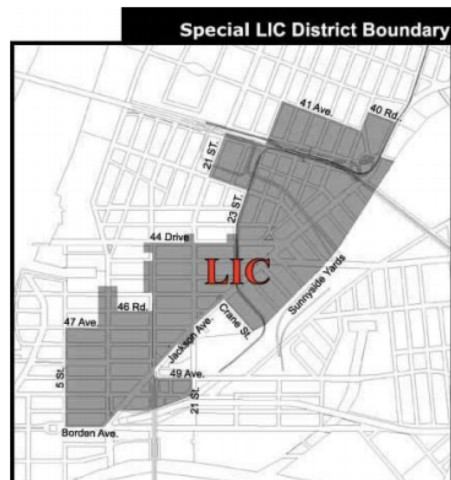 Special LIC District Boundary
41 Ave.
40 Rd.
21 ST.
23 ST.
44 Drive
LIC
Sunnyside Yards
46 Rd.
Crane St.
47 Ave.
Jackson Ave.
5 St.
49 Ave.
21 St.
Borden Ave.